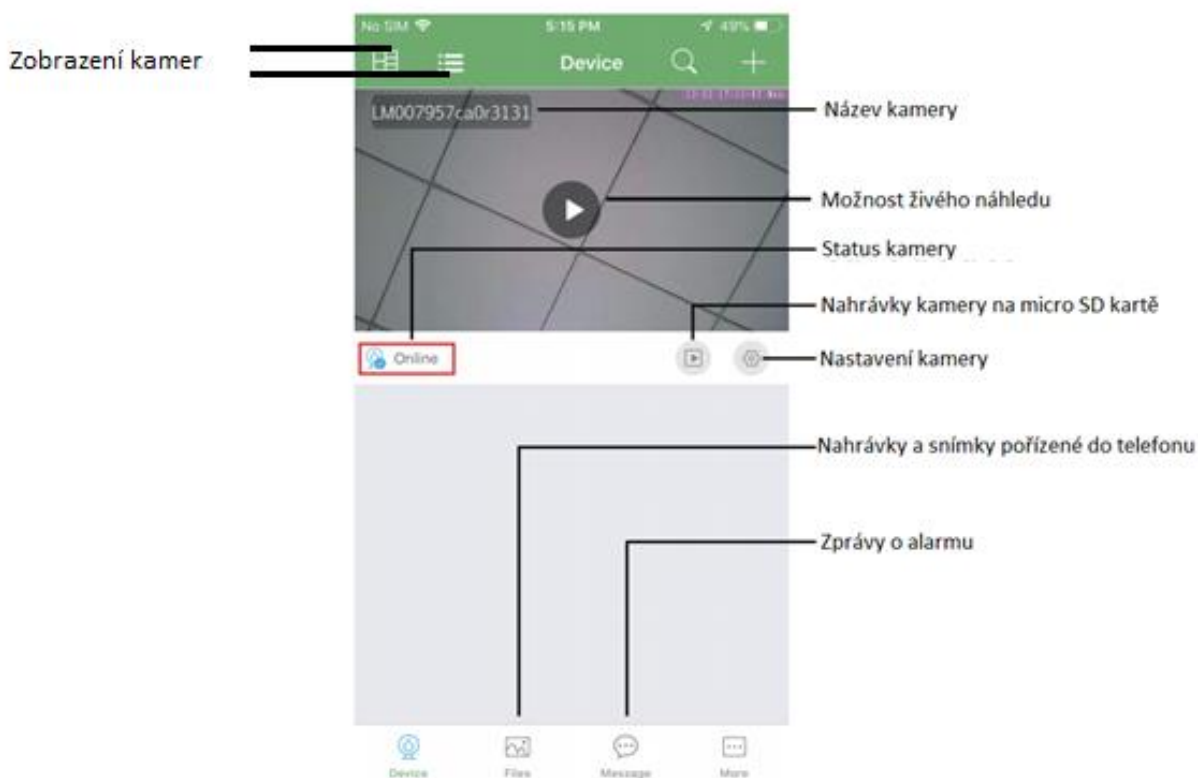 No SIM 5:15 PM 49%
Zobrazení kamer
Device
LM007957ca0r3131
Název kamery
Možnost živého náhledu
Status kamery
Nahrávky kamery na micro SD kartě
Online
Nastavení kamery
Nahrávky a snímky pořízené do telefonu
Zprávy o alarmu
Device Files Message More